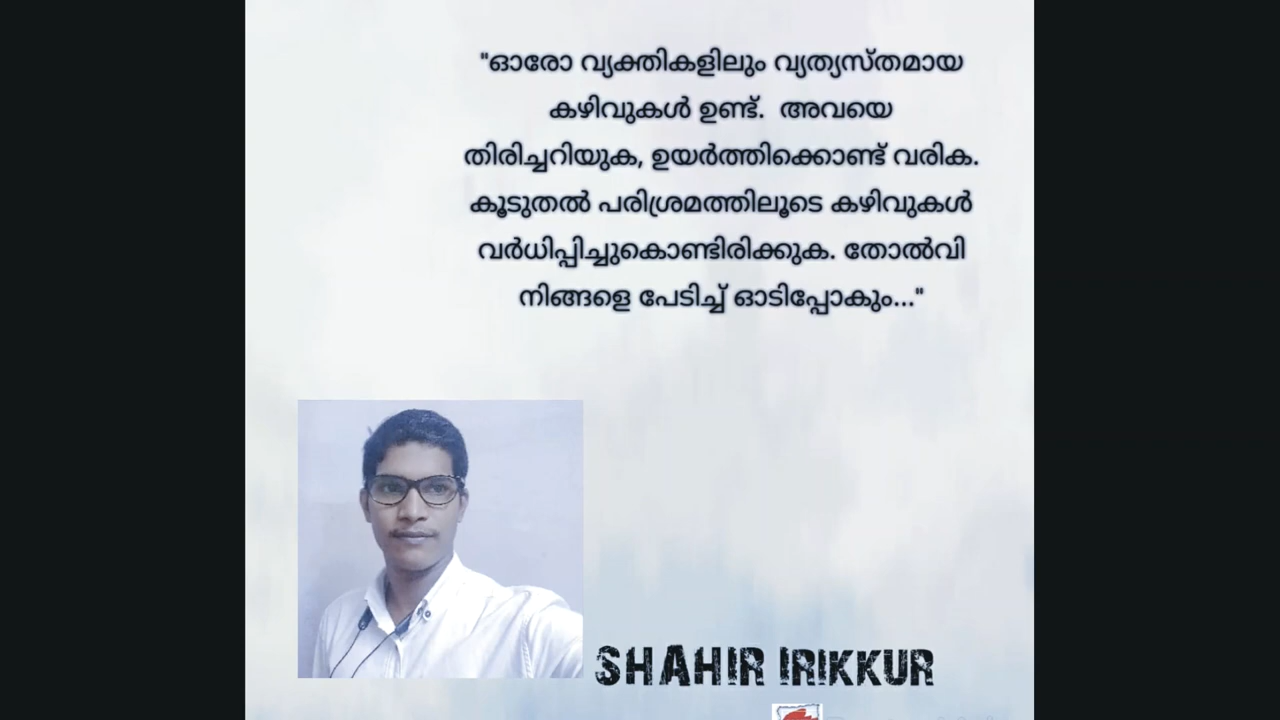 "ഓരോ വ്യക്തികളിലും വ്യത്യസ്തമായ
കഴിവുകൾ ഉണ്ട്.  അവയെ
തിരിച്ചറിയുക, ഉയർത്തിക്കൊണ്ട് വരിക.
കൂടുതൽ പരിശ്രമത്തിലൂടെ കഴിവുകൾ
വർധിപ്പിച്ചുകൊണ്ടിരിക്കുക. തോൽവി
നിങ്ങളെ പേടിച്ച് ഓടിപ്പോകും..."
SHAHIR IRIKKUR